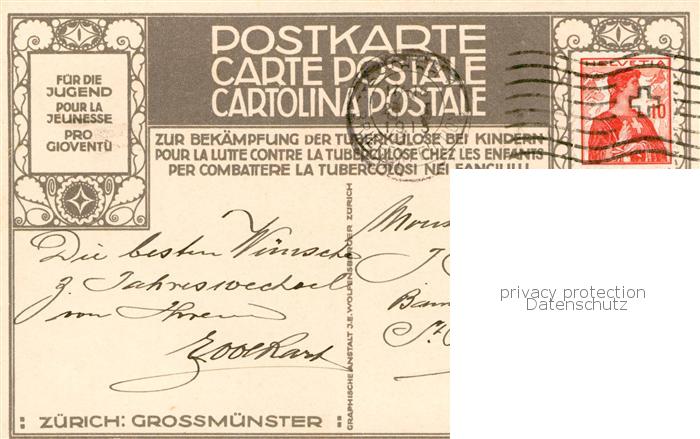 POSTKARTE
CARTE POSTALE
CARTOLINA POSTALE
FÜR DIE
JUGEND
POUR LA
JEUNESSE
PRO
GIOVENTÙ
HELVETIA
10
ZUR BEKÄMPFUNG DER TUBERKULOSE BEI KINDERN
POUR LA LUTTE CONTRE LA TUBERCULOSE CHEZ LES ENFANTS
PER COMBATTERE LA TUBERCOLOSI NEI FANCIULLI
Die besten Wünsche
z. Jahreswechsel
von Ihrem
GRAPHISCHE ANSTALT J.E. WOLFENSBERGER ZÜRICH
privacy protection
Datenschutz
ZÜRICH: GROSSMÜNSTER